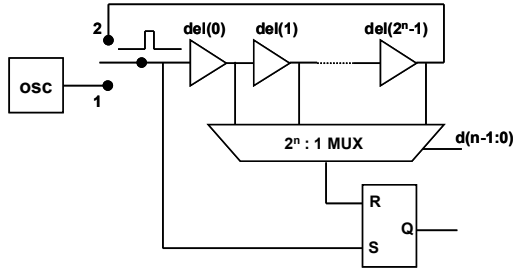 2
del(0)
del(1)
del(2ⁿ-1)
osc
1
2ⁿ : 1 MUX
d(n-1:0)
R
Q
S